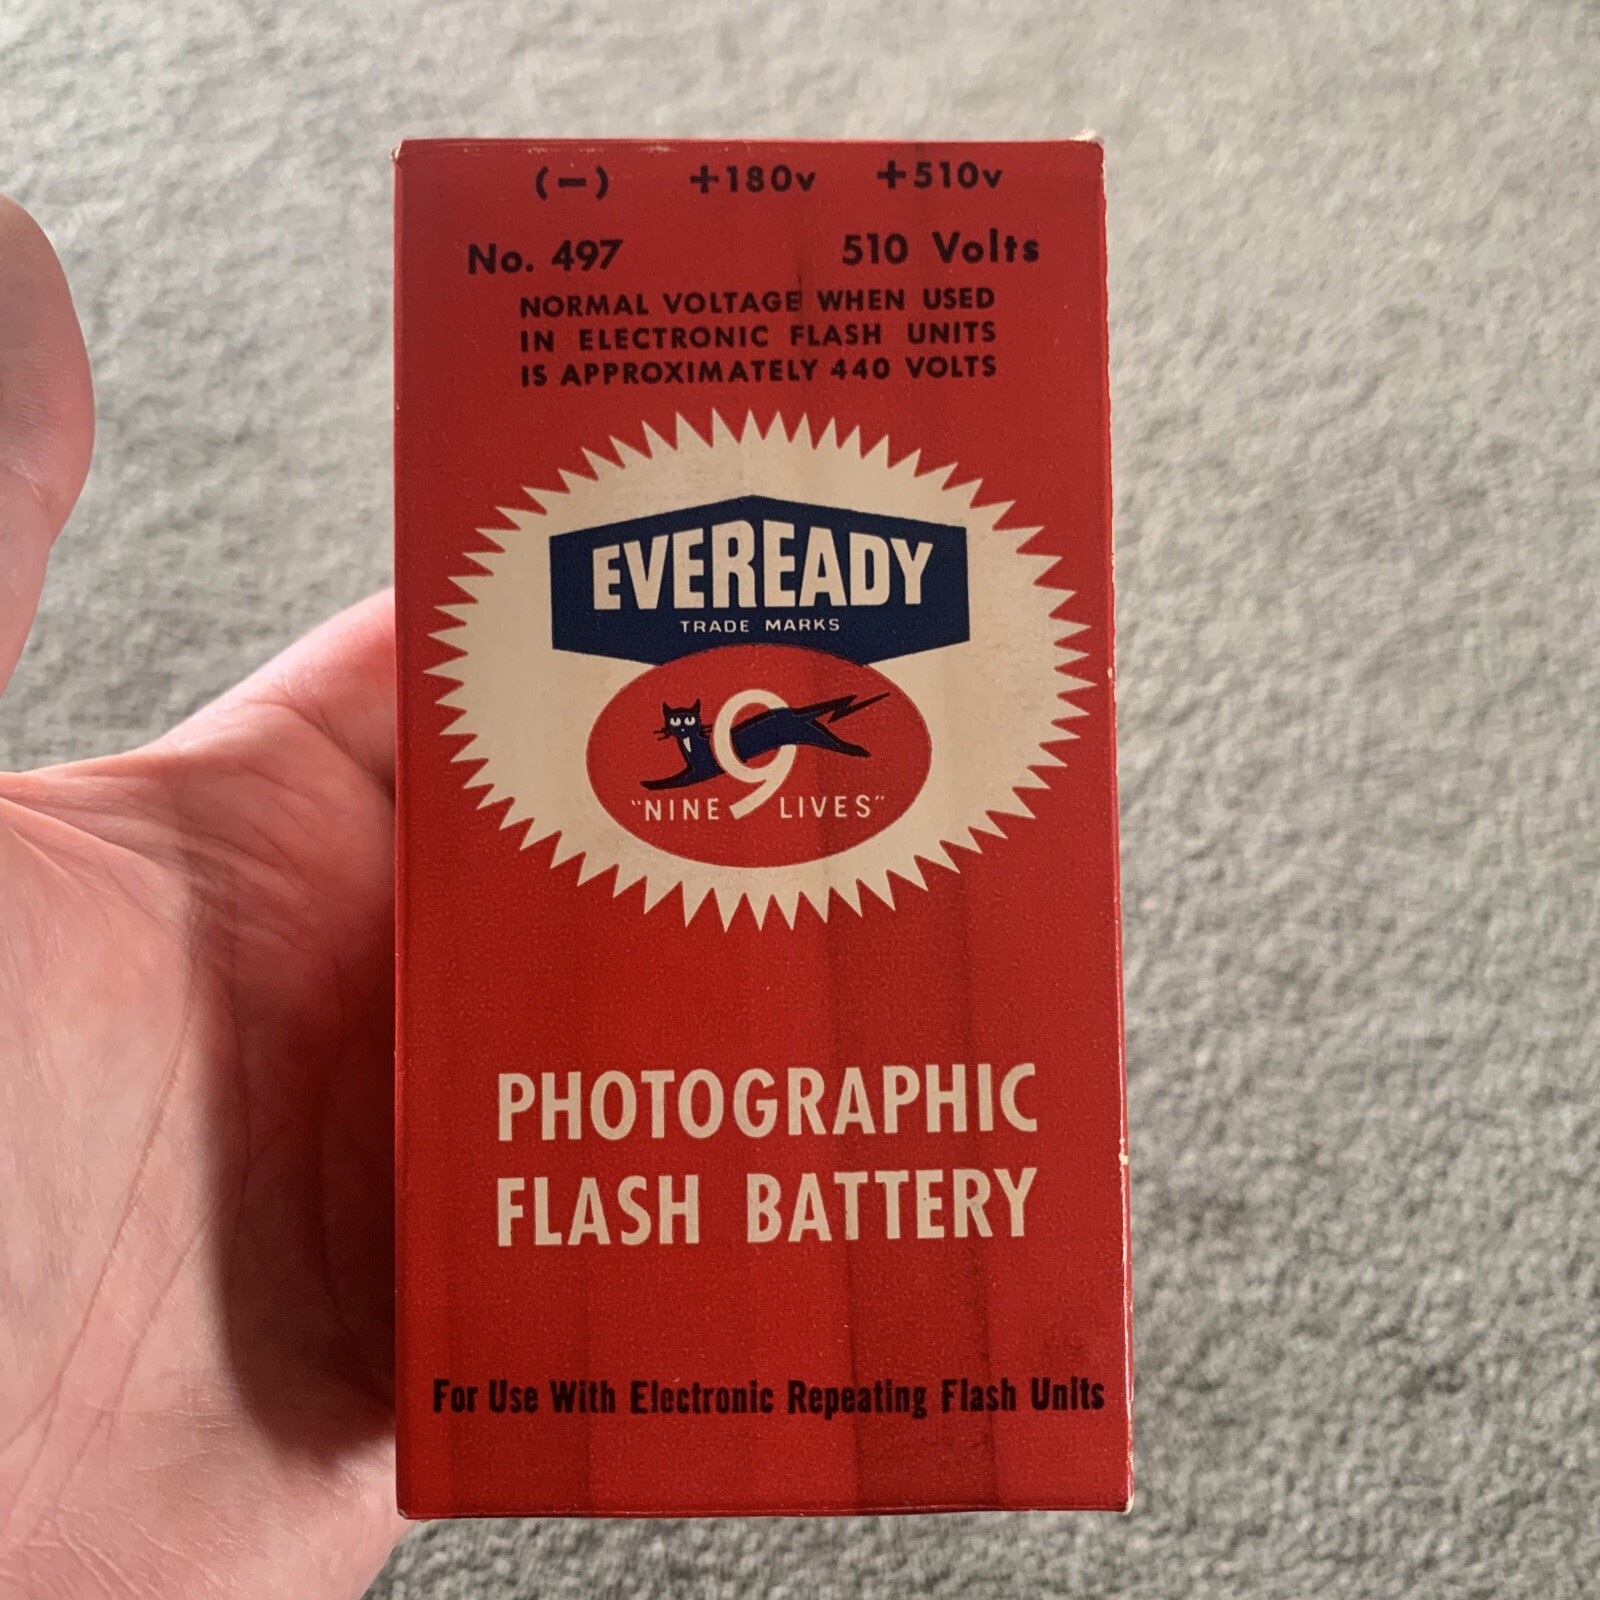 (-) +180v +510v
No. 497 510 Volts
NORMAL VOLTAGE WHEN USED
IN ELECTRONIC FLASH UNITS
IS APPROXIMATELY 440 VOLTS
EVEREADY
TRADE MARKS
9
"NINE LIVES"
PHOTOGRAPHIC
FLASH BATTERY
For Use With Electronic Repeating Flash Units